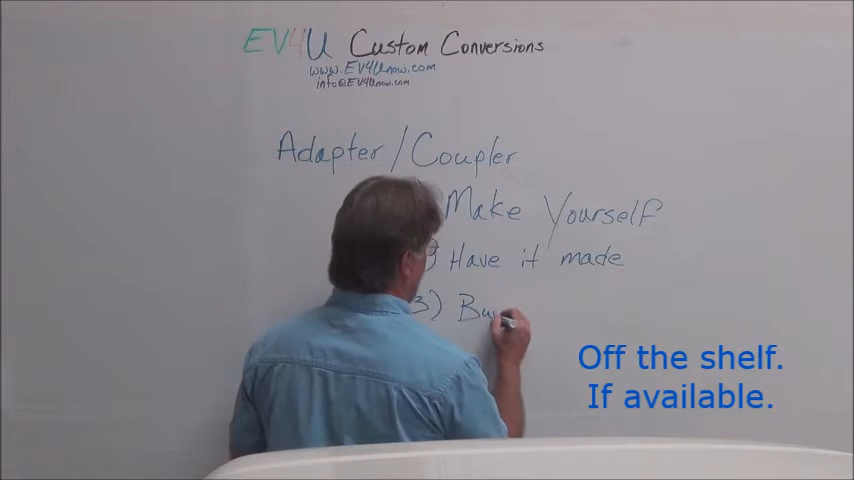 EV4U Custom Conversions
www.EV4Unow.com
info@EV4Unow.com
Adapter/Coupler
Make Yourself
) Have it made
3) Bu
Off the shelf.
If available.